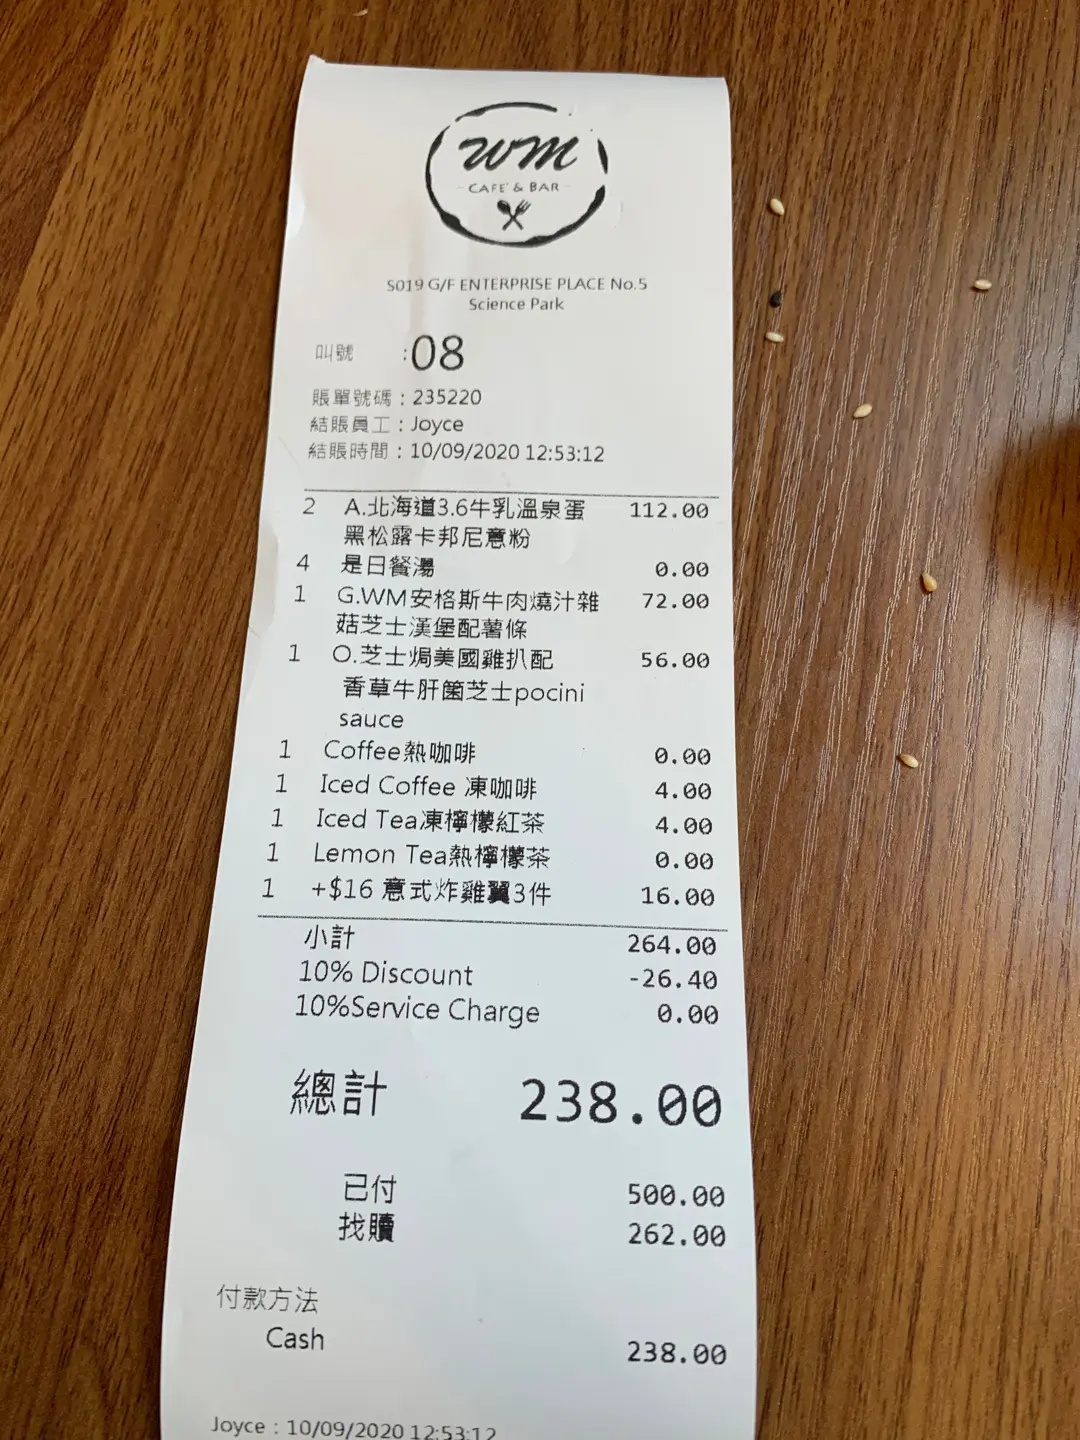 WM
CAFE & BAR
S019 G/F ENTERPRISE PLACE No.5
Science Park
叫號 :08
賬單號碼 : 235220
結賬員工 : Joyce
結賬時間 : 10/09/2020 12:53:12
2 A.北海道3.6牛乳溫泉蛋 112.00
黑松露卡邦尼意粉
4 是日餐湯 0.00
1 G.WM安格斯牛肉燒汁雜 72.00
菇芝士漢堡配薯條
1 O.芝士焗美國雞扒配 56.00
香草牛肝菌芝士pocini
sauce
1 Coffee熱咖啡 0.00
1 Iced Coffee 凍咖啡 4.00
1 Iced Tea凍檸檬紅茶 4.00
1 Lemon Tea熱檸檬茶 0.00
1 +$16 意式炸雞翼3件 16.00
小計 264.00
10% Discount -26.40
10%Service Charge 0.00
總計 238.00
已付 500.00
找贖 262.00
付款方法
Cash 238.00
Joyce : 10/09/2020 12:53:12